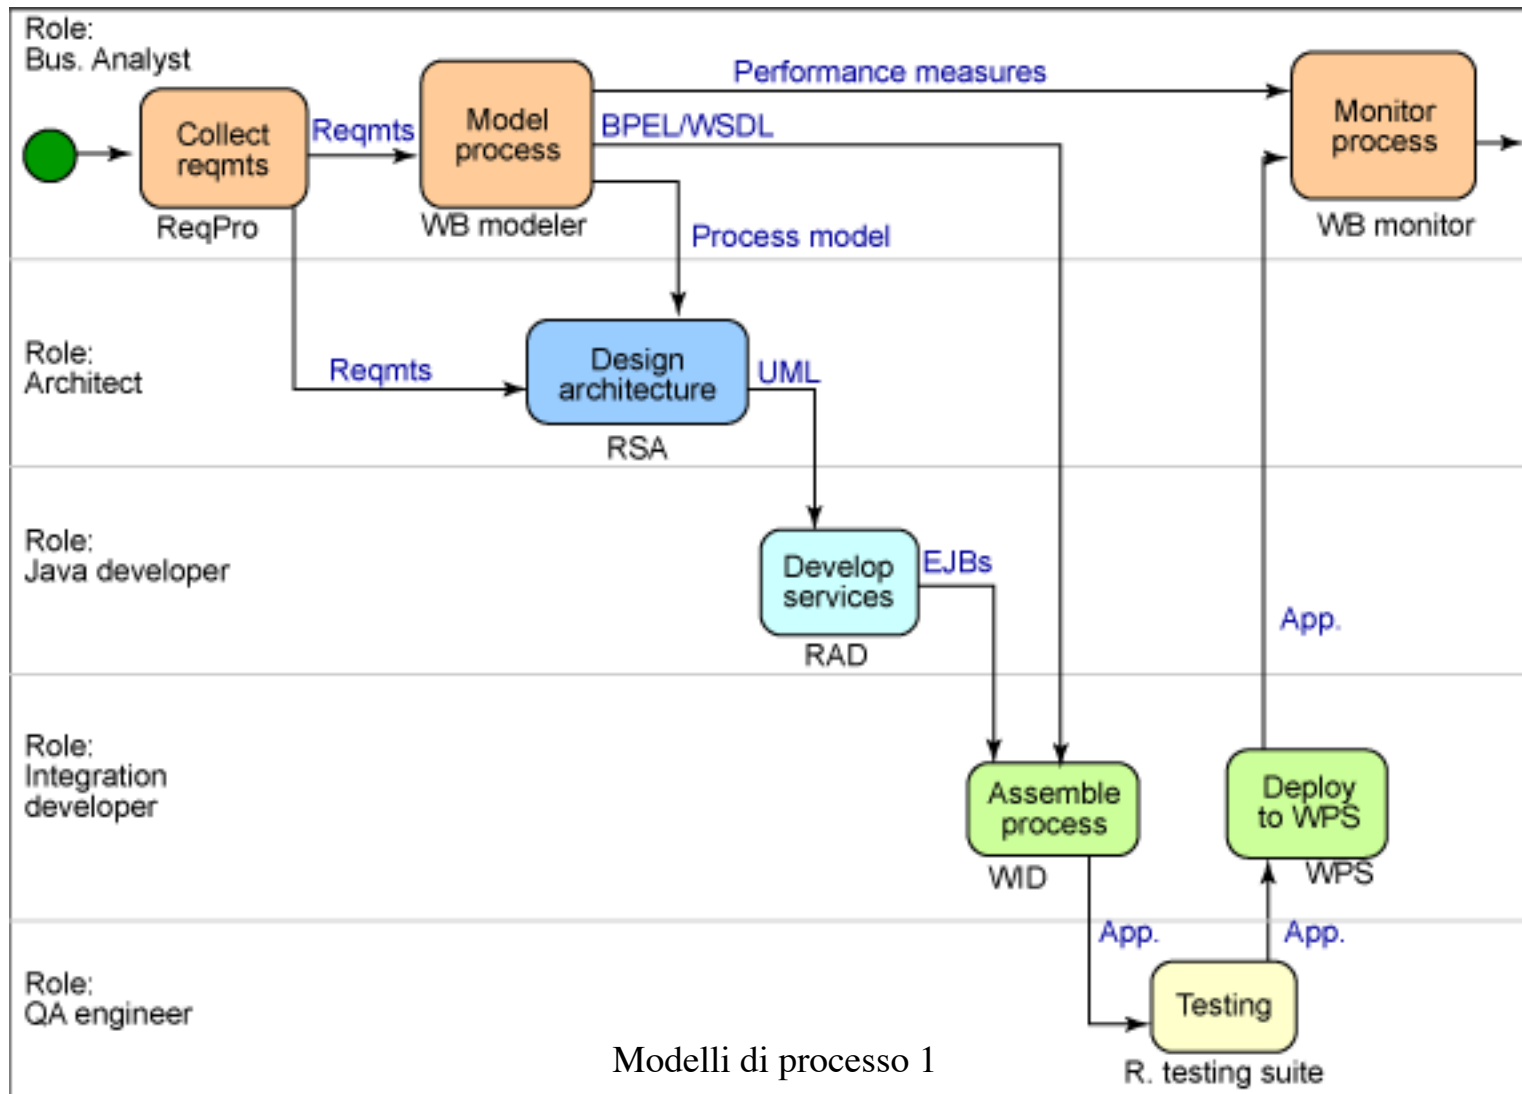 Role:
Bus. Analyst
Collect
reqmts
ReqPro
Reqmts
Model
process
WB modeler
Performance measures
BPEL/WSDL
Process model
Monitor
process
WB monitor
Role:
Architect
Reqmts
Design
architecture
RSA
UML
Role:
Java developer
Develop
services
RAD
EJBs
App.
Role:
Integration
developer
Assemble
process
WID
Deploy
to WPS
WPS
App.
App.
Role:
QA engineer
Testing
R. testing suite
Modelli di processo 1